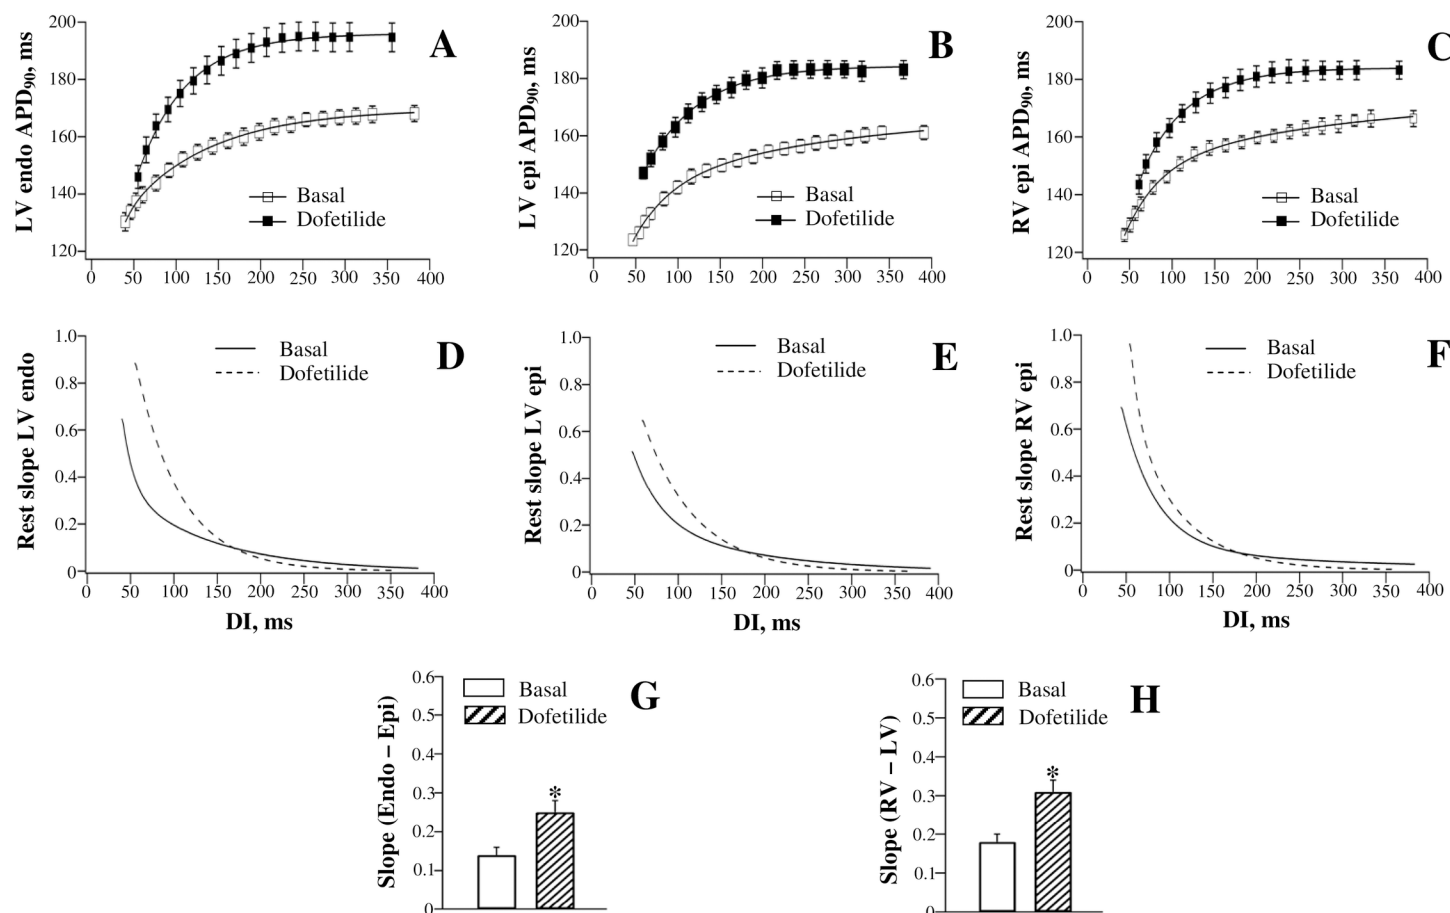 LV endo APD90, ms
200
180
160
140
120
0 50 100 150 200 250 300 350 400
Basal
Dofetilide
A
LV epi APD90, ms
200
180
160
140
120
0 50 100 150 200 250 300 350 400
Basal
Dofetilide
B
RV epi APD90, ms
200
180
160
140
120
0 50 100 150 200 250 300 350 400
Basal
Dofetilide
C
Rest slope LV endo
1.0
0.8
0.6
0.4
0.2
0
0 50 100 150 200 250 300 350 400
DI, ms
Basal
Dofetilide
D
Rest slope LV epi
1.0
0.8
0.6
0.4
0.2
0
0 50 100 150 200 250 300 350 400
DI, ms
Basal
Dofetilide
E
Rest slope RV epi
1.0
0.8
0.6
0.4
0.2
0
0 50 100 150 200 250 300 350 400
DI, ms
Basal
Dofetilide
F
Slope (Endo – Epi)
0.6
0.5
0.4
0.3
0.2
0.1
0
Basal
Dofetilide
*
G
Slope (RV – LV)
0.6
0.5
0.4
0.3
0.2
0.1
0
Basal
Dofetilide
*
H